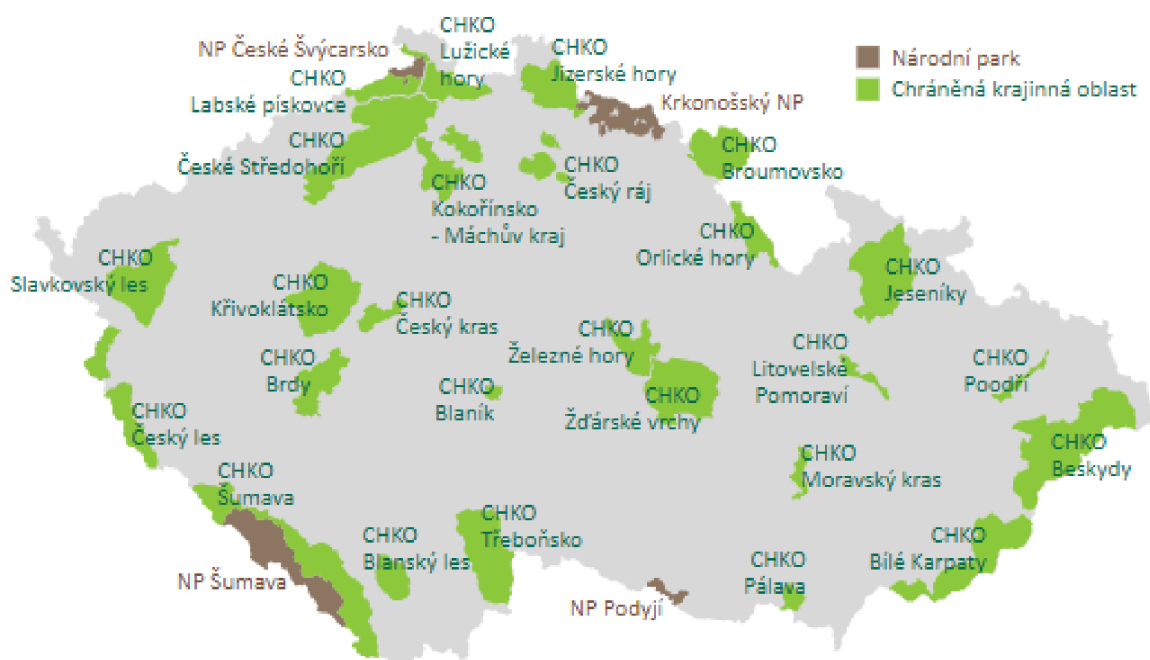 NP České Švýcarsko
CHKO
Lužické
hory
CHKO
Jizerské hory
Národní park
Chráněná krajinná oblast
CHKO
Labské pískovce
Krkonošský NP
CHKO
České Středohoří
CHKO
Broumovsko
CHKO
Kokořínsko
- Máchův kraj
CHKO
Český ráj
CHKO
Orlické hory
CHKO
Slavkovský les
CHKO
Jeseníky
CHKO
Křivoklátsko
CHKO
Český kras
CHKO
Železné hory
CHKO
Litovelské
Pomoraví
CHKO
Poodří
CHKO
Brdy
CHKO
Blaník
CHKO
Žďárské vrchy
CHKO
Český les
CHKO
Beskydy
CHKO
Moravský kras
CHKO
Šumava
CHKO
Třeboňsko
CHKO
Blanský les
CHKO
Bílé Karpaty
CHKO
Pálava
NP Šumava
NP Podyjí